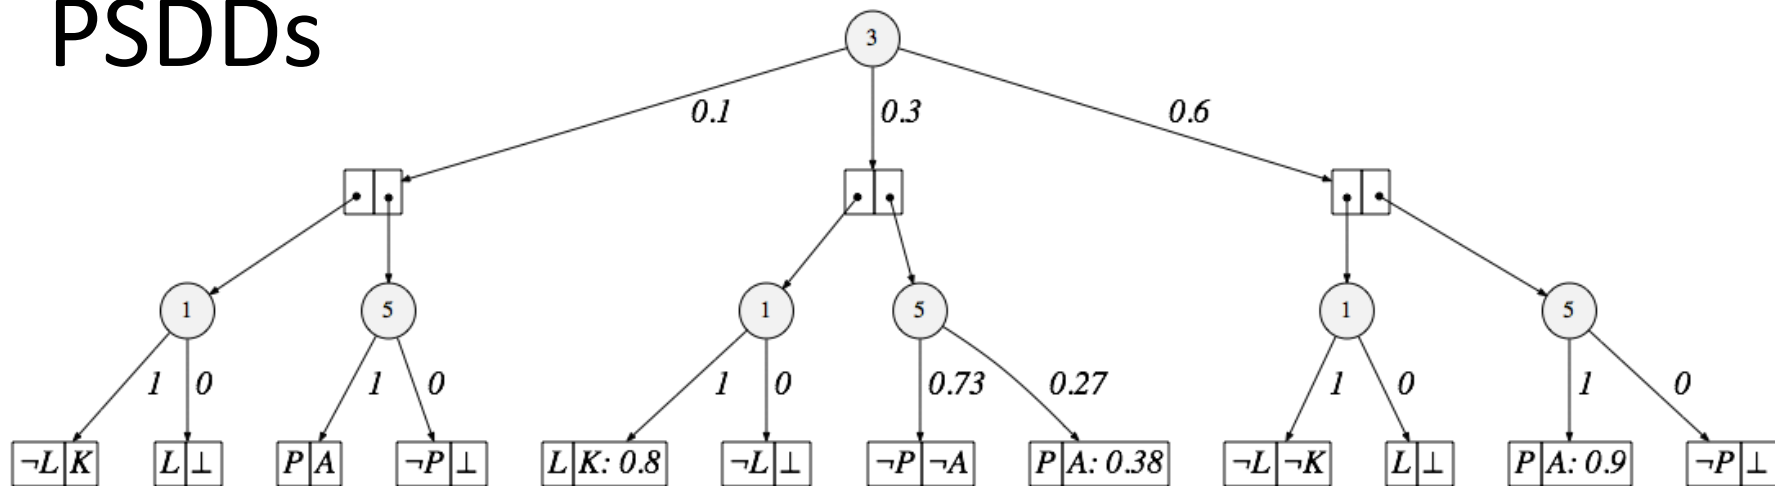 PSDDs
3
0.1 0.3 0.6
1 5 1 5 1 5
1 0 1 0 1 0 0.73 0.27 1 0 1 0
¬L K L ⊥ P A ¬P ⊥ L K: 0.8 ¬L ⊥ ¬P ¬A P A: 0.38 ¬L ¬K L ⊥ P A: 0.9 ¬P ⊥